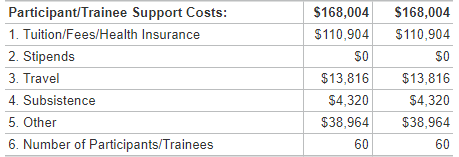 Participant/Trainee Support Costs: $168,004 $168,004
1. Tuition/Fees/Health Insurance $110,904 $110,904
2. Stipends $0 $0
3. Travel $13,816 $13,816
4. Subsistence $4,320 $4,320
5. Other $38,964 $38,964
6. Number of Participants/Trainees 60 60